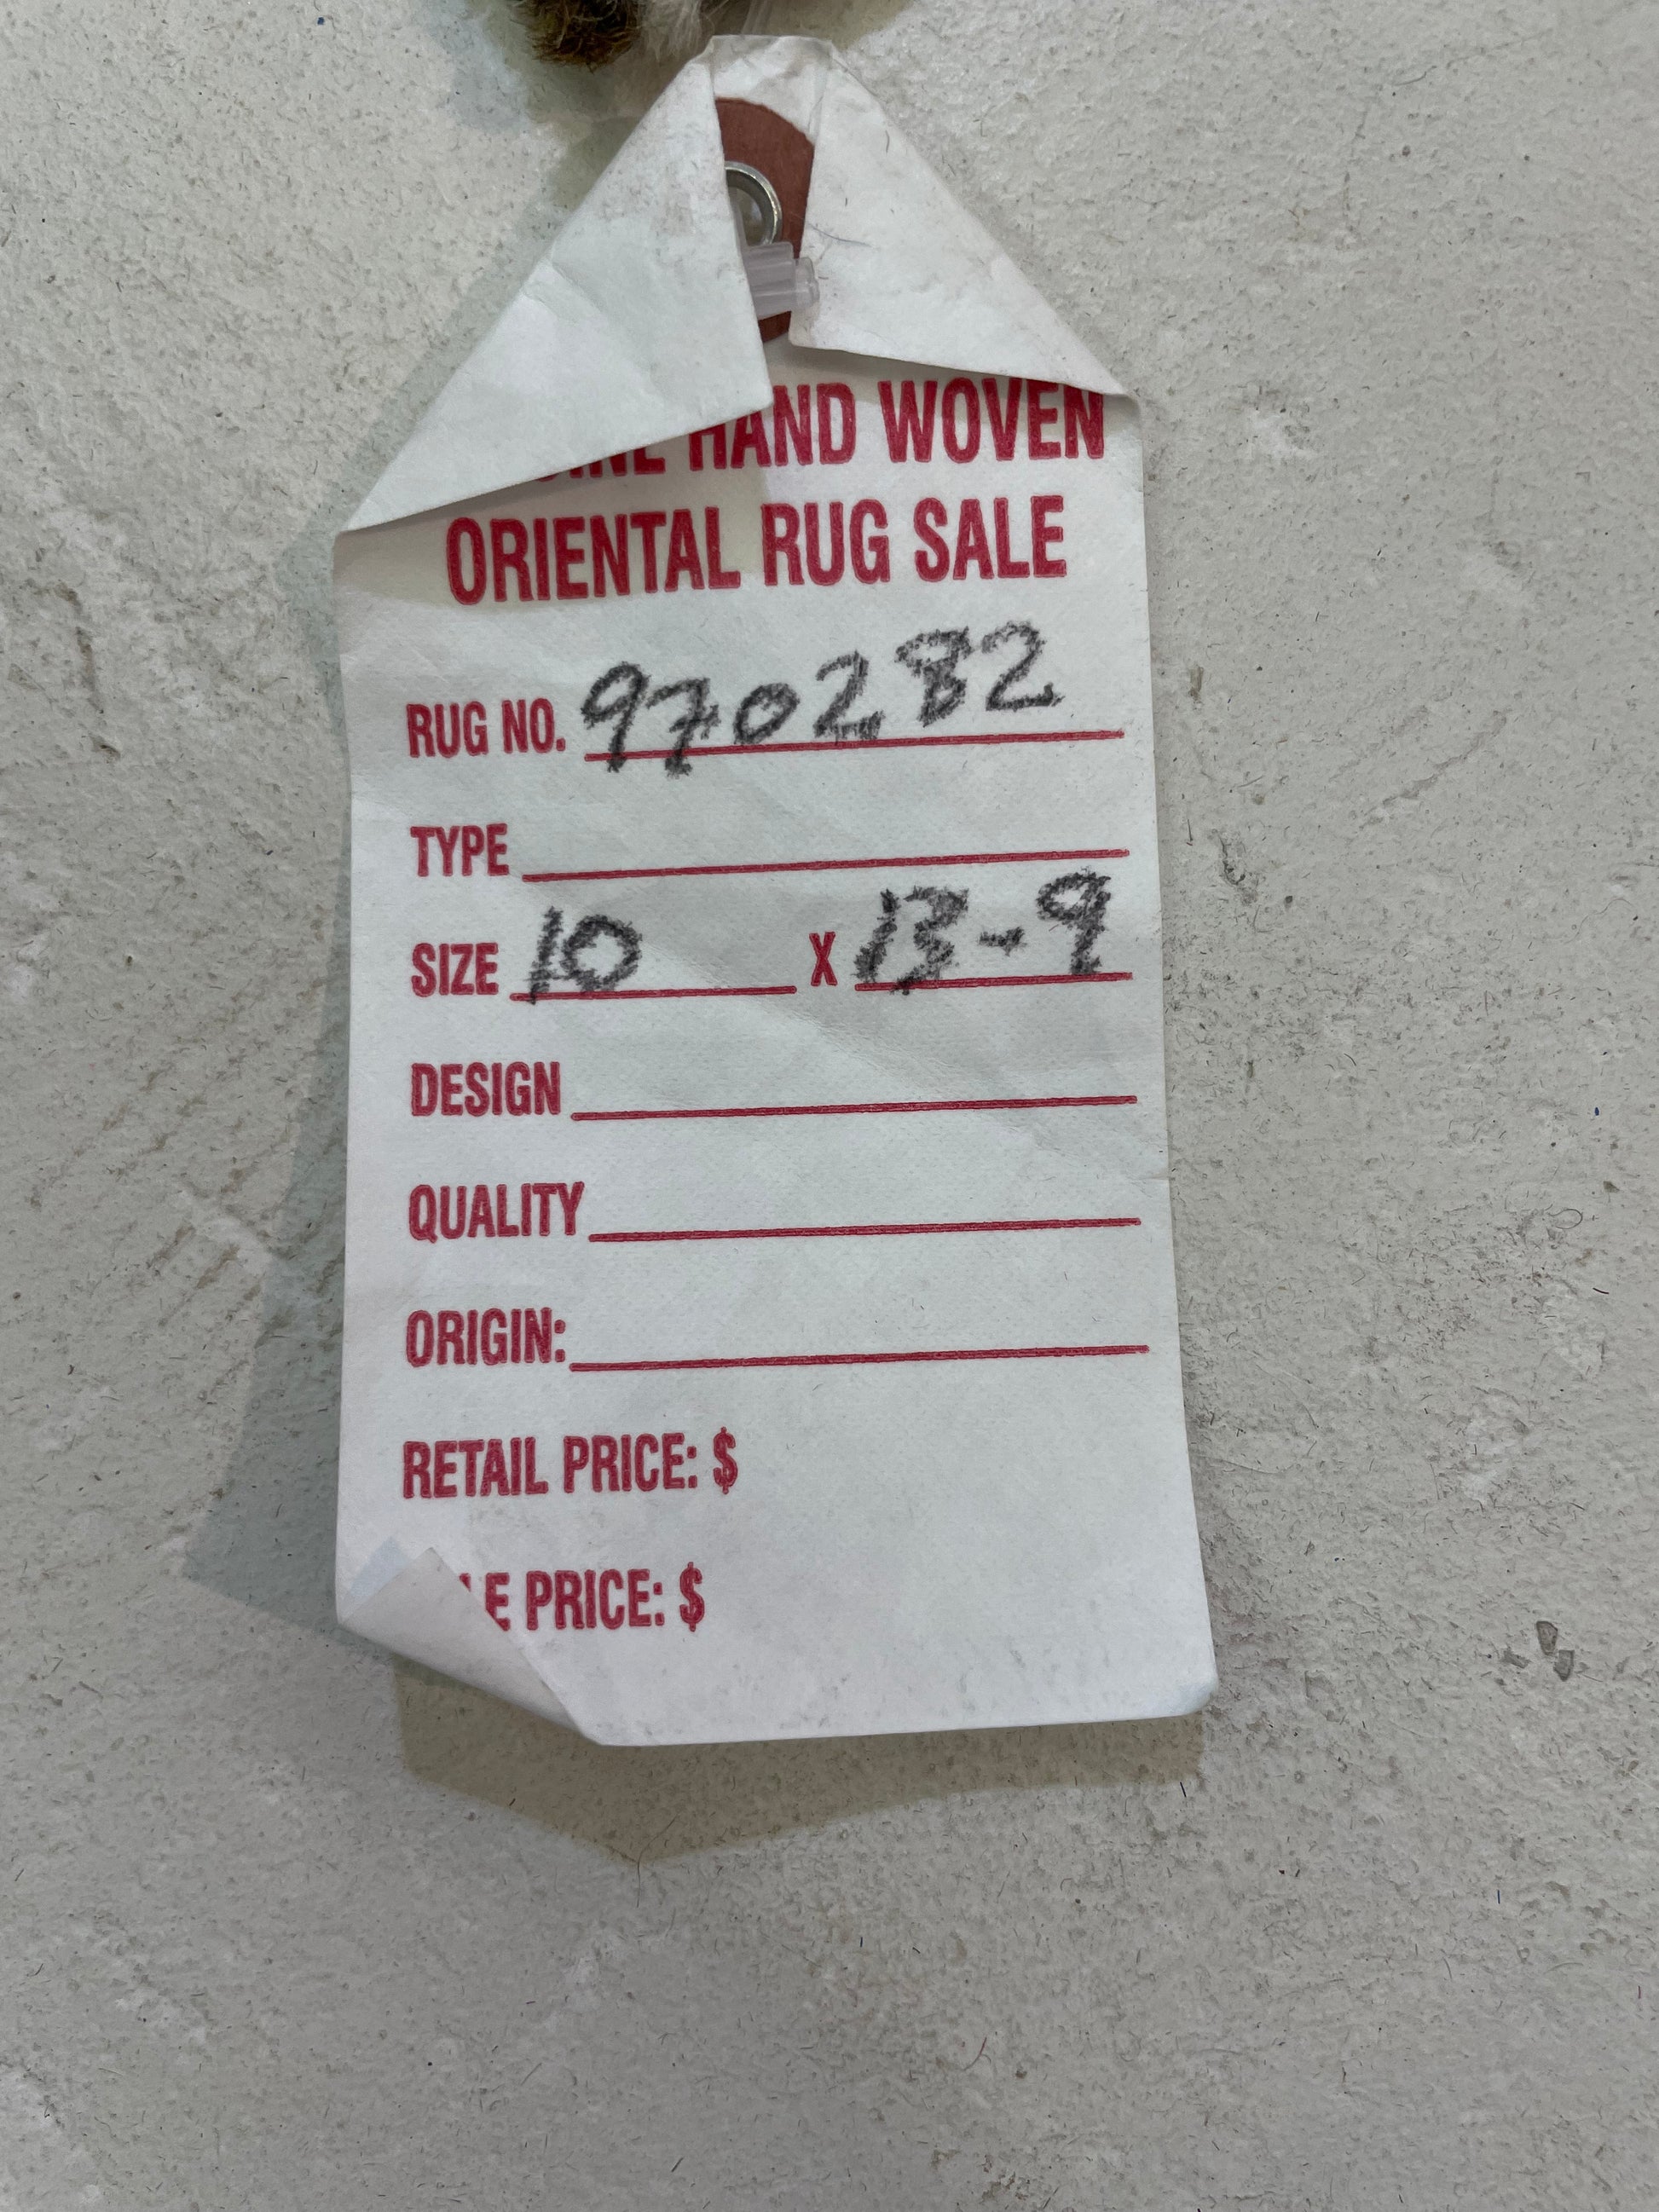 HAND WOVEN
ORIENTAL RUG SALE
RUG NO. 970282
TYPE
SIZE 10 X 13-9
DESIGN
QUALITY
ORIGIN:
RETAIL PRICE: $
PRICE: $